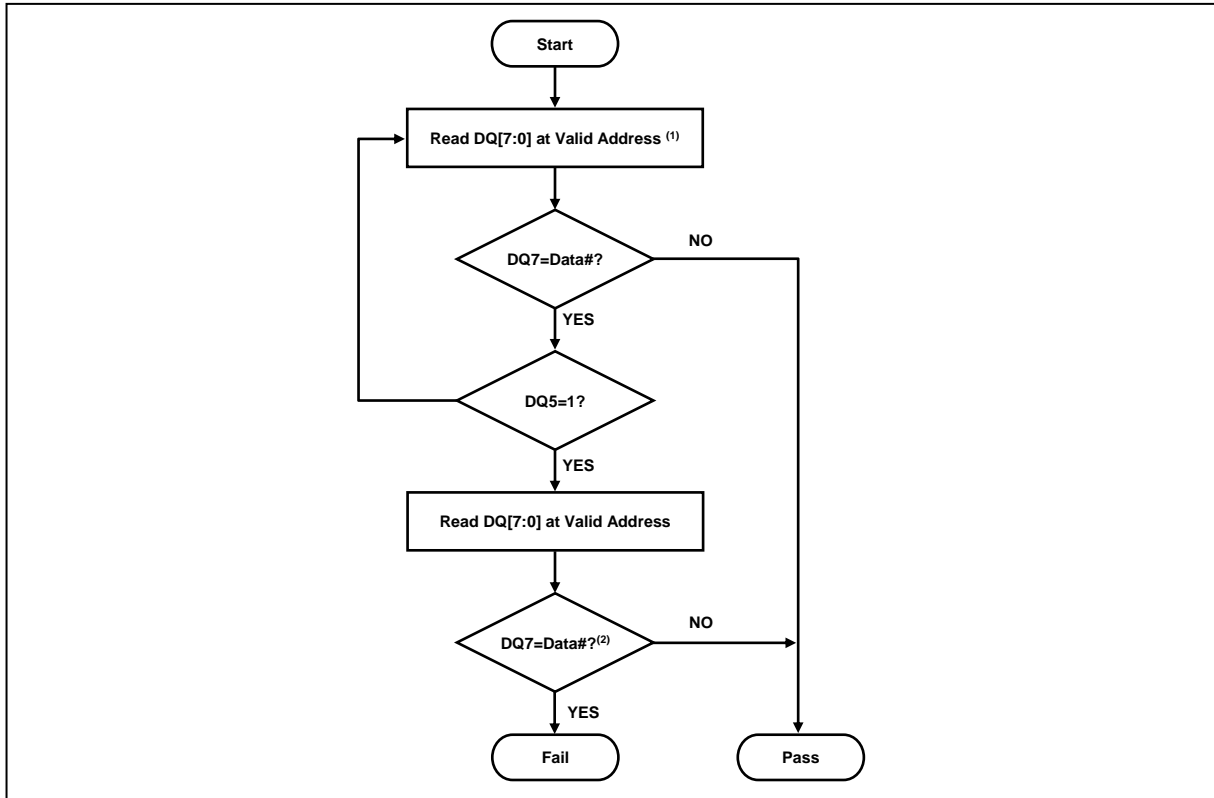 Start
Read DQ[7:0] at Valid Address (1)
DQ7=Data#?
NO
YES
DQ5=1?
YES
Read DQ[7:0] at Valid Address
DQ7=Data#?(2)
NO
YES
Fail
Pass